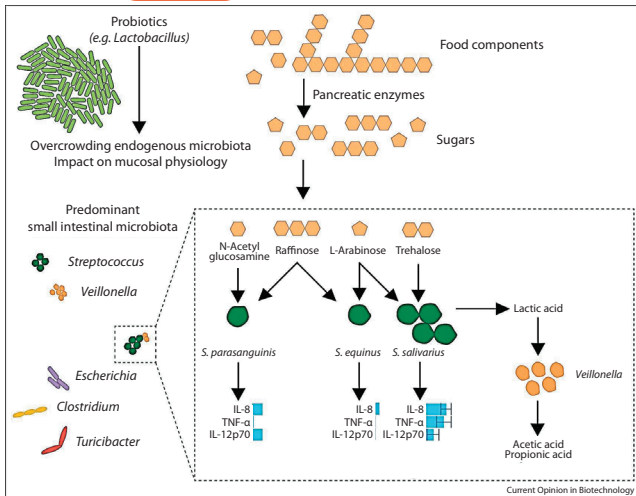 Probiotics
(e.g. Lactobacillus)
Food components
Pancreatic enzymes
Overcrowding endogenous microbiota
Impact on mucosal physiology
Sugars
Predominant
small intestinal microbiota
Streptococcus
Veillonella
Escherichia
Clostridium
Turicibacter
N-Acetyl
glucosamine
Raffinose
L-Arabinose
Trehalose
Lactic acid
S. parasanguinis
S. equinus
S. salivarius
Veillonella
IL-8
TNF-α
IL-12p70
IL-8
TNF-α
IL-12p70
IL-8
TNF-α
IL-12p70
Acetic acid
Propionic acid
Current Opinion in Biotechnology